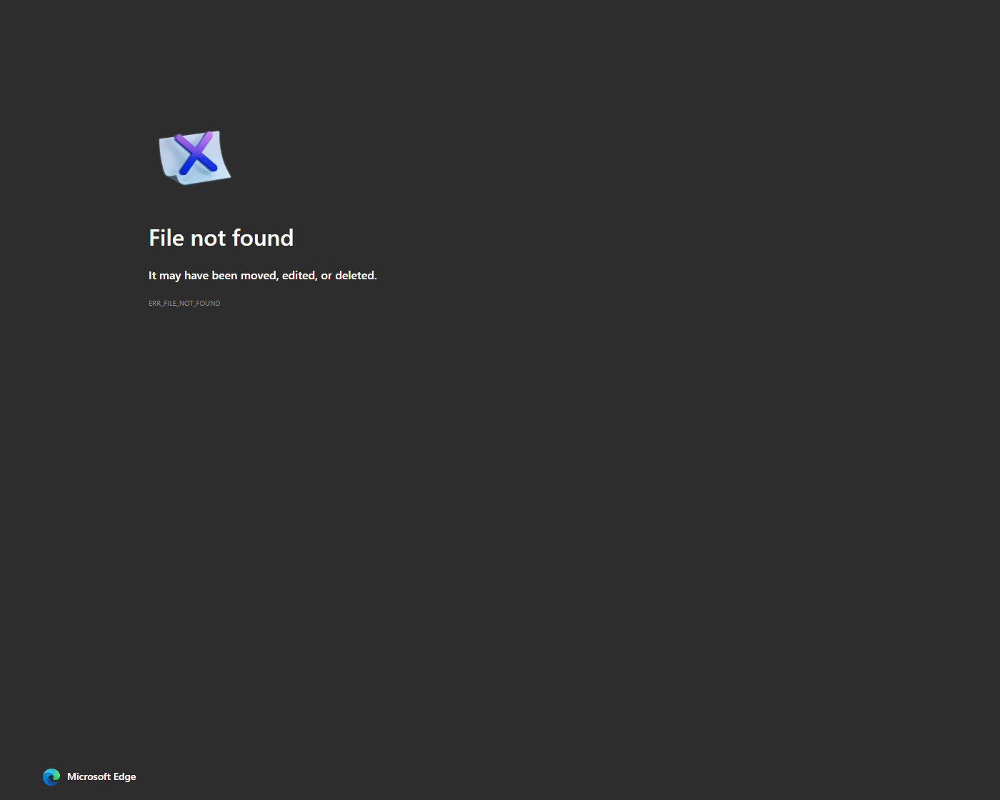 File not found
It may have been moved, edited, or deleted.
ERR_FILE_NOT_FOUND
Microsoft Edge